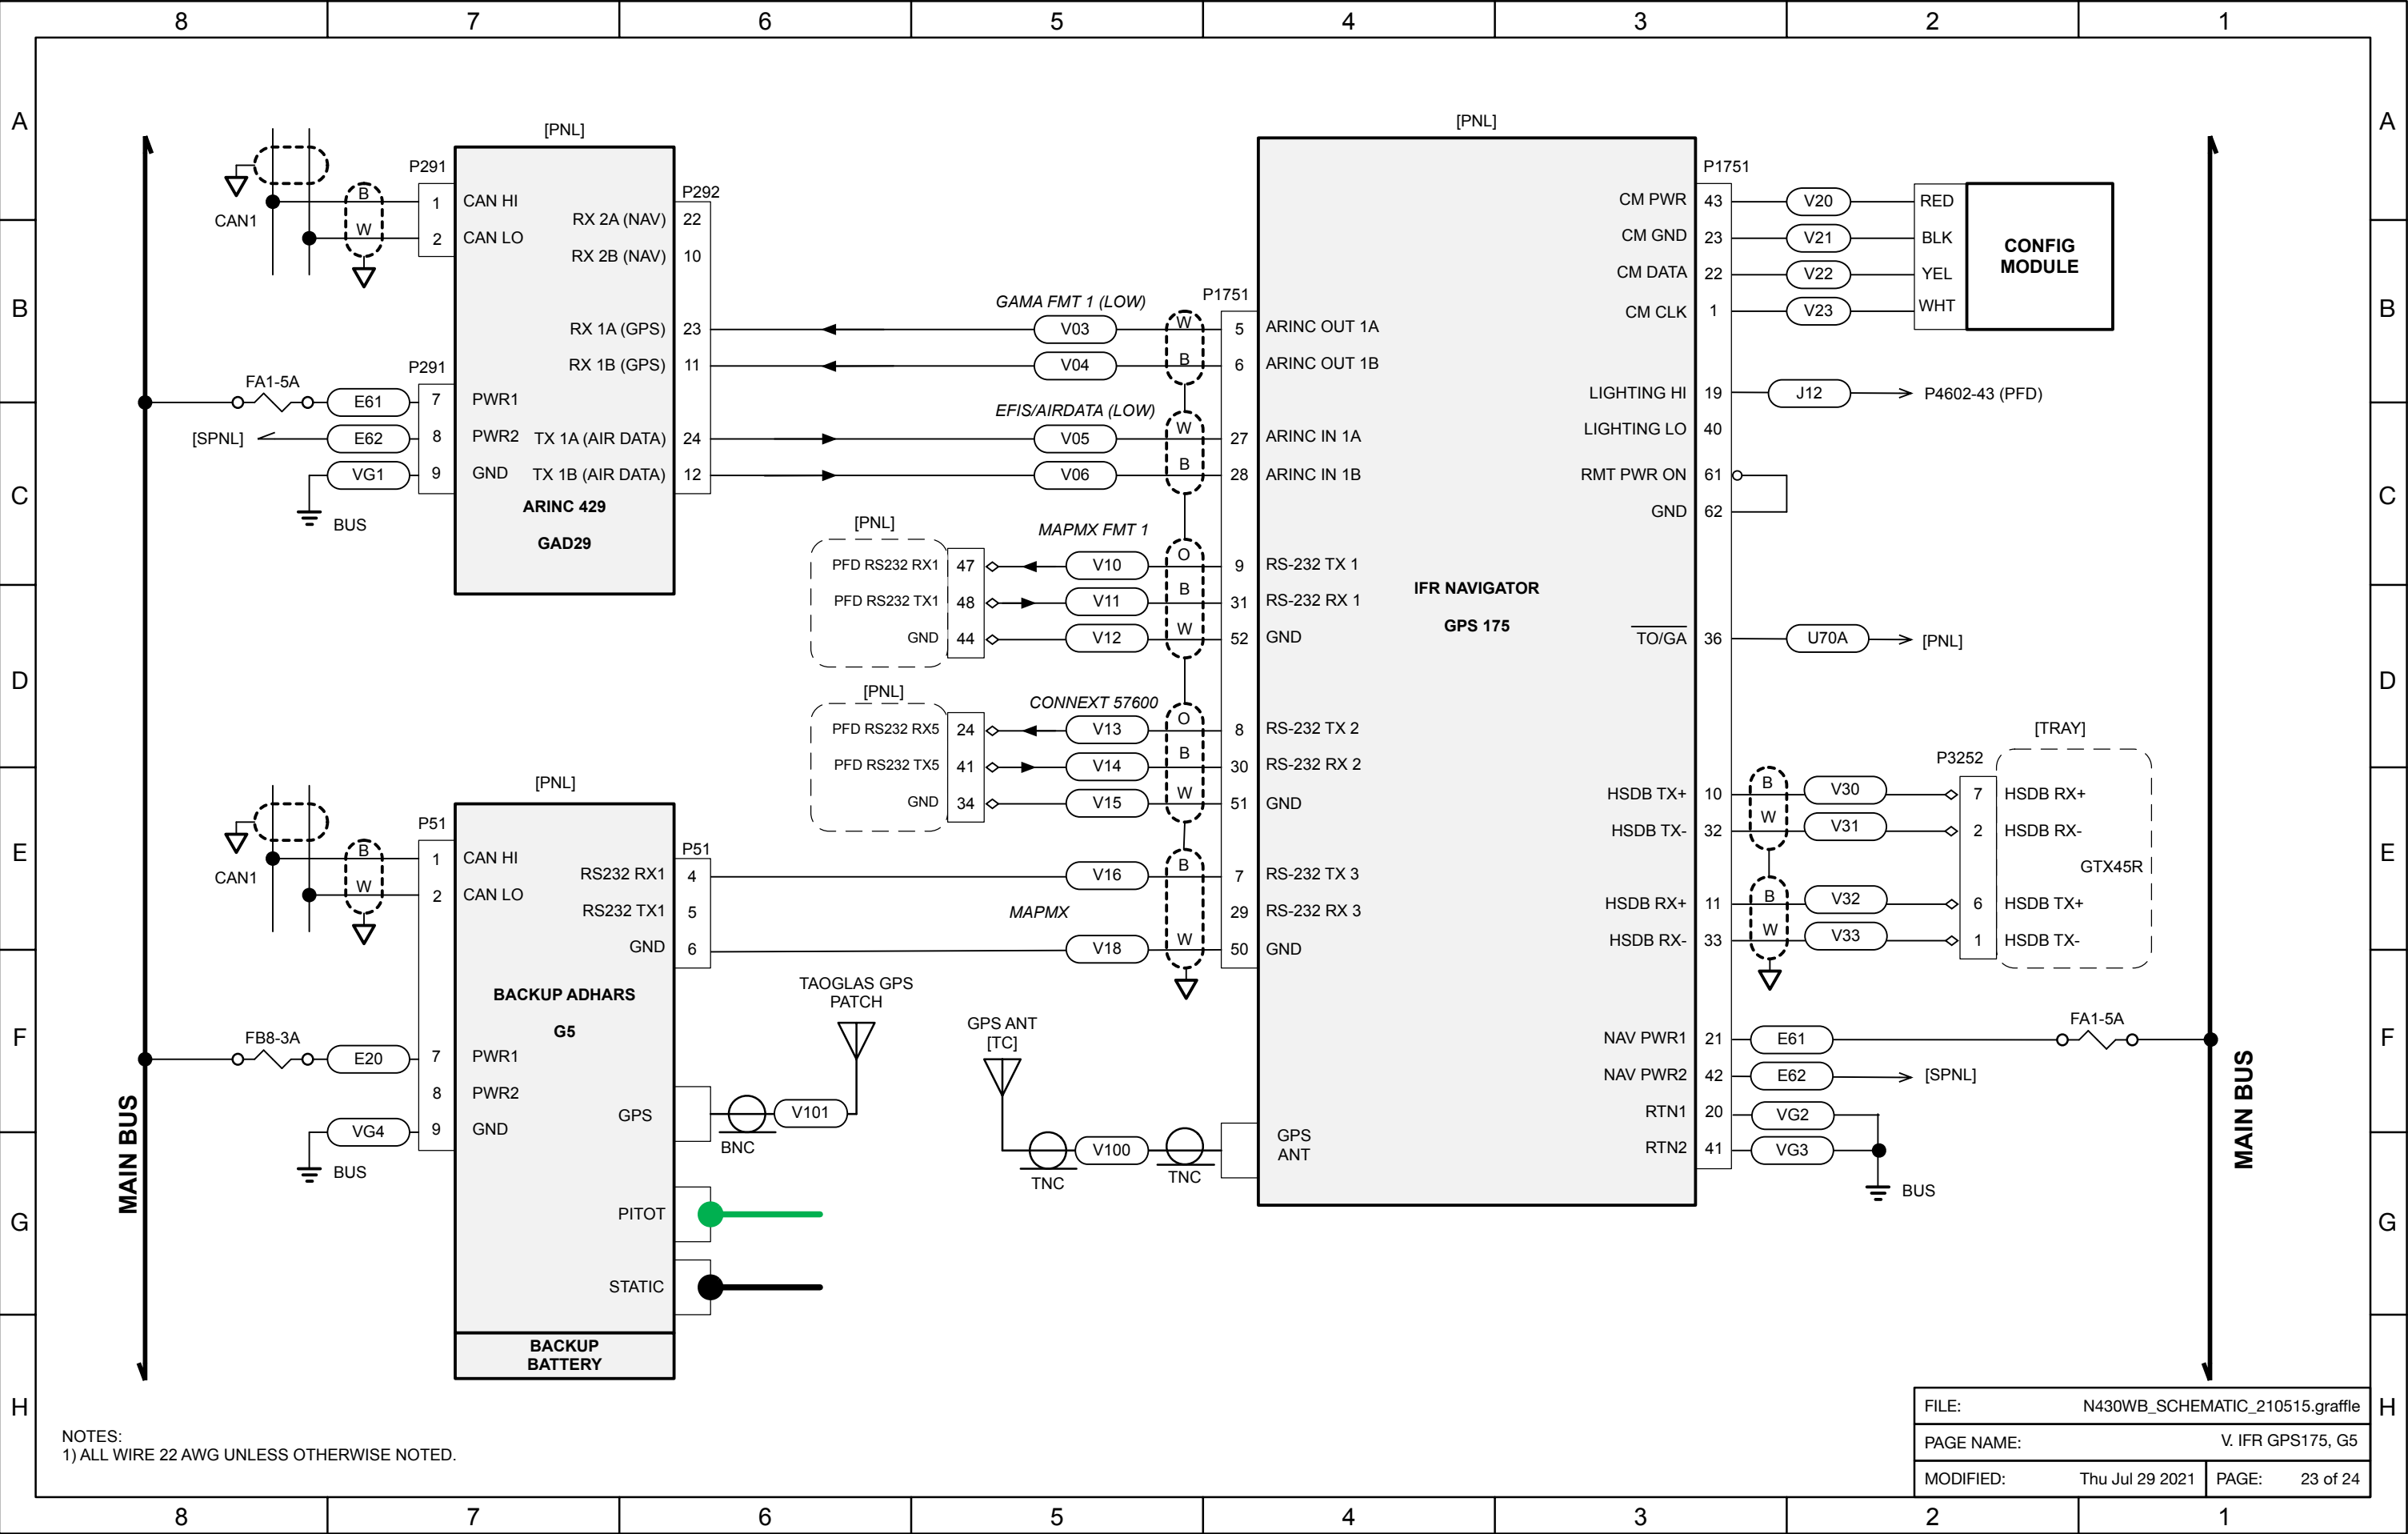 8 7 6 5 4 3 2 1
A
B
C
D
E
F
G
H
[PNL]
P291
1 CAN HI
2 CAN LO
B
W
CAN1
P292
RX 2A (NAV) 22
RX 2B (NAV) 10
RX 1A (GPS) 23
RX 1B (GPS) 11
P291
FA1-5A
E61
7 PWR1
[SPNL]
E62
8 PWR2
VG1
9 GND
BUS
TX 1A (AIR DATA) 24
TX 1B (AIR DATA) 12
ARINC 429
GAD29
GAMA FMT 1 (LOW)
V03
W
V04
B
EFIS/AIRDATA (LOW)
V05
W
V06
B
[PNL]
MAPMX FMT 1
PFD RS232 RX1 47
V10
O
PFD RS232 TX1 48
V11
B
GND 44
V12
W
[PNL]
CONNEXT 57600
PFD RS232 RX5 24
V13
O
PFD RS232 TX5 41
V14
B
GND 34
V15
W
[PNL]
P51
1 CAN HI
2 CAN LO
B
W
CAN1
P51
RS232 RX1 4
RS232 TX1 5
GND 6
V16
B
MAPMX
V18
W
BACKUP ADHARS
G5
FB8-3A
E20
7 PWR1
8 PWR2
VG4
9 GND
BUS
GPS
BNC
V101
TAOGLAS GPS
PATCH
PITOT
STATIC
BACKUP
BATTERY
MAIN BUS
GPS ANT
[TC]
TNC
V100
TNC
[PNL]
P1751
5 ARINC OUT 1A
6 ARINC OUT 1B
27 ARINC IN 1A
28 ARINC IN 1B
9 RS-232 TX 1
31 RS-232 RX 1
52 GND
8 RS-232 TX 2
30 RS-232 RX 2
51 GND
7 RS-232 TX 3
29 RS-232 RX 3
50 GND
GPS
ANT
IFR NAVIGATOR
GPS 175
P1751
CM PWR 43
V20
RED
CM GND 23
V21
BLK
CM DATA 22
V22
YEL
CM CLK 1
V23
WHT
CONFIG
MODULE
LIGHTING HI 19
J12
P4602-43 (PFD)
LIGHTING LO 40
RMT PWR ON 61
GND 62
TO/GA 36
U70A
[PNL]
[TRAY]
P3252
HSDB TX+ 10
B
V30
7 HSDB RX+
HSDB TX- 32
W
V31
2 HSDB RX-
GTX45R
HSDB RX+ 11
B
V32
6 HSDB TX+
HSDB RX- 33
W
V33
1 HSDB TX-
NAV PWR1 21
E61
FA1-5A
NAV PWR2 42
E62
[SPNL]
RTN1 20
VG2
RTN2 41
VG3
BUS
MAIN BUS
A
B
C
D
E
F
G
H
NOTES:
1) ALL WIRE 22 AWG UNLESS OTHERWISE NOTED.
FILE: N430WB_SCHEMATIC_210515.graffle
PAGE NAME: V. IFR GPS175, G5
MODIFIED: Thu Jul 29 2021 PAGE: 23 of 24
8 7 6 5 4 3 2 1